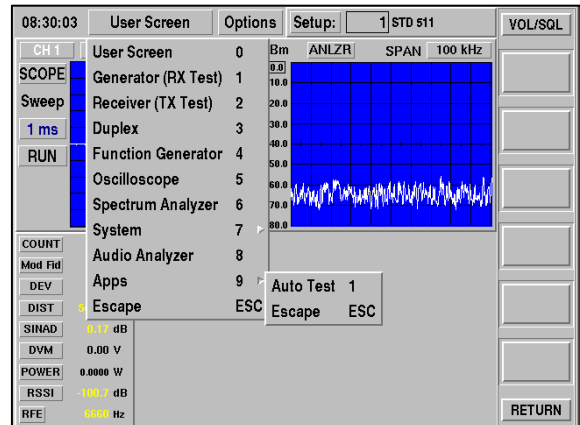 08:30:03 User Screen Options Setup: 1 STD 511 VOL/SQL
CH 1 Bm ANLZR SPAN 100 kHz
SCOPE
Sweep
1 ms
RUN
User Screen 0
Generator (RX Test) 1
Receiver (TX Test) 2
Duplex 3
Function Generator 4
Oscilloscope 5
Spectrum Analyzer 6
System 7
Audio Analyzer 8
Apps 9
Escape ESC
Auto Test 1
Escape ESC
0.0
10.0
20.0
30.0
40.0
50.0
60.0
70.0
80.0
COUNT
Mod Fid
DEV
DIST
SINAD 0.17 dB
DVM 0.00 V
POWER 0.0000 W
RSSI -100.7 dB
RFE 6660 Hz
RETURN